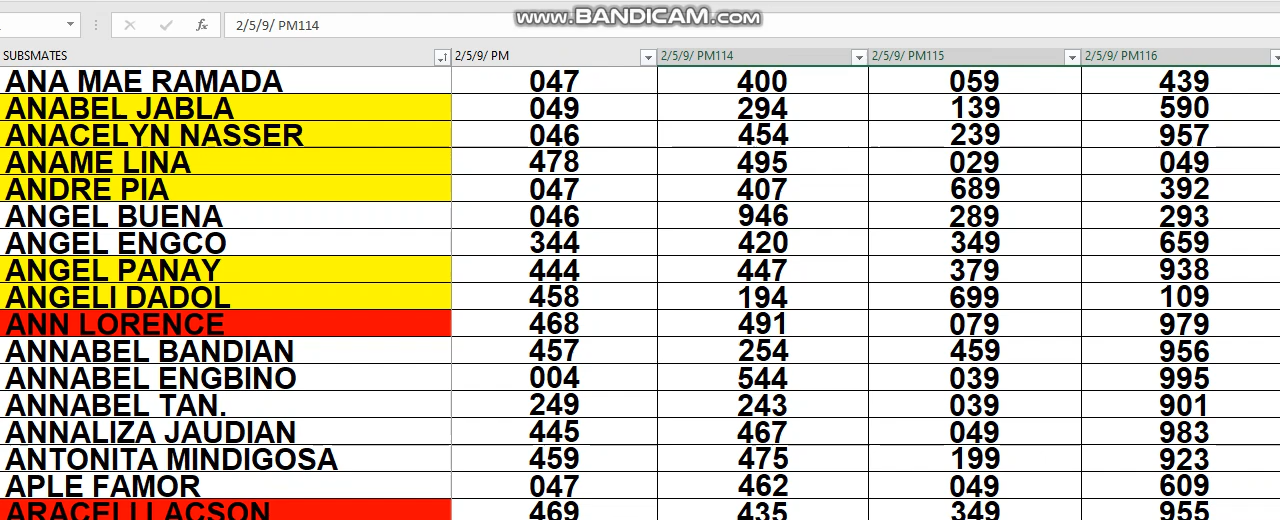 www.BANDICAM.com
2/5/9/ PM114
SUBSMATES 2/5/9/ PM 2/5/9/ PM114 2/5/9/ PM115 2/5/9/ PM116
ANA MAE RAMADA 047 400 059 439
ANABEL JABLA 049 294 139 590
ANACELYN NASSER 046 454 239 957
ANAME LINA 478 495 029 049
ANDRE PIA 047 407 689 392
ANGEL BUENA 046 946 289 293
ANGEL ENGCO 344 420 349 659
ANGEL PANAY 444 447 379 938
ANGELI DADOL 458 194 699 109
ANN LORENCE 468 491 079 979
ANNABEL BANDIAN 457 254 459 956
ANNABEL ENGBINO 004 544 039 995
ANNABEL TAN. 249 243 039 901
ANNALIZA JAUDIAN 445 467 049 983
ANTONITA MINDIGOSA 459 475 199 923
APLE FAMOR 047 462 049 609
ARACELI LACSON 469 435 349 955